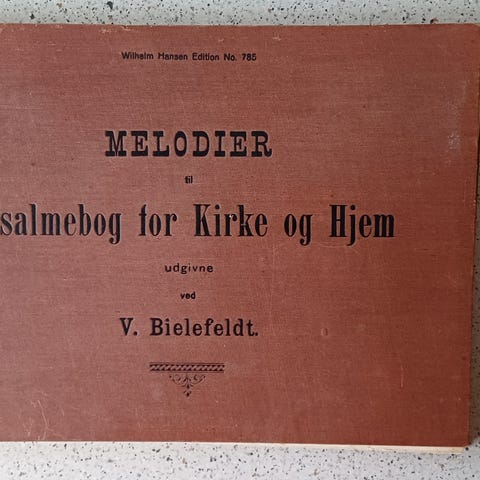 Wilhelm Hansen Edition No. 785
MELODIER
til
salmebog for Kirke og Hjem
udgivne
ved
V. Bielefeldt.